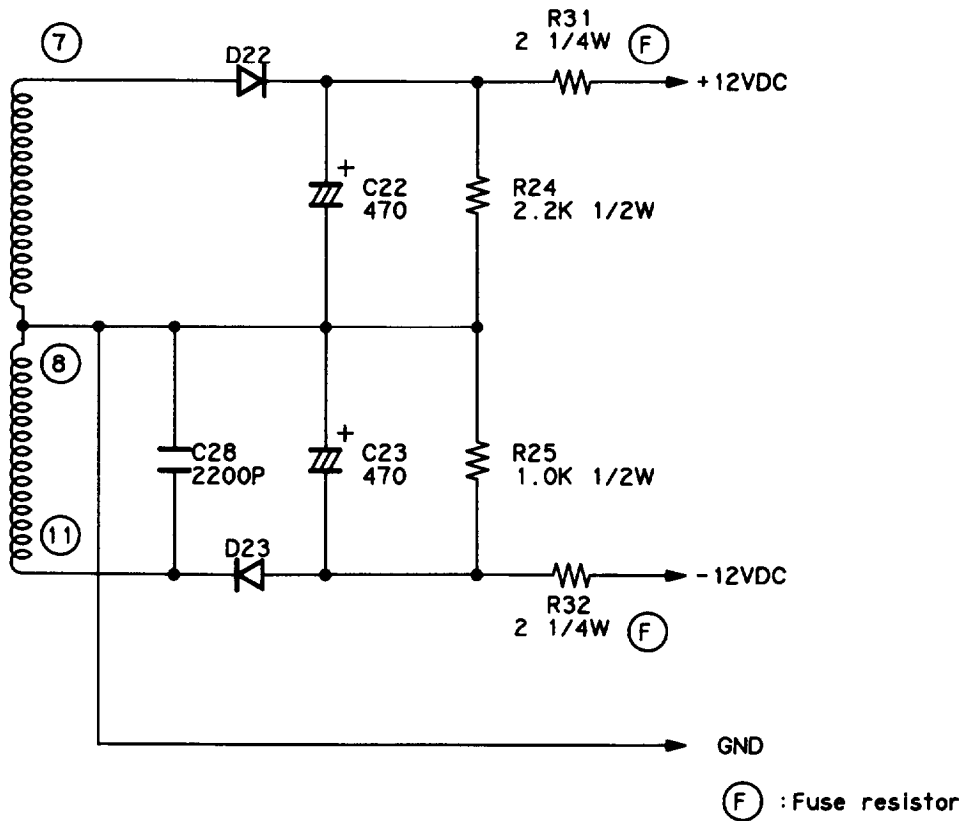 R31
7
2 1/4W F
D22
+12VDC
+
C22
470
R24
2.2K 1/2W
8
+
C28
2200P
C23
470
R25
1.0K 1/2W
11
D23
-12VDC
R32
2 1/4W F
GND
F :Fuse resistor